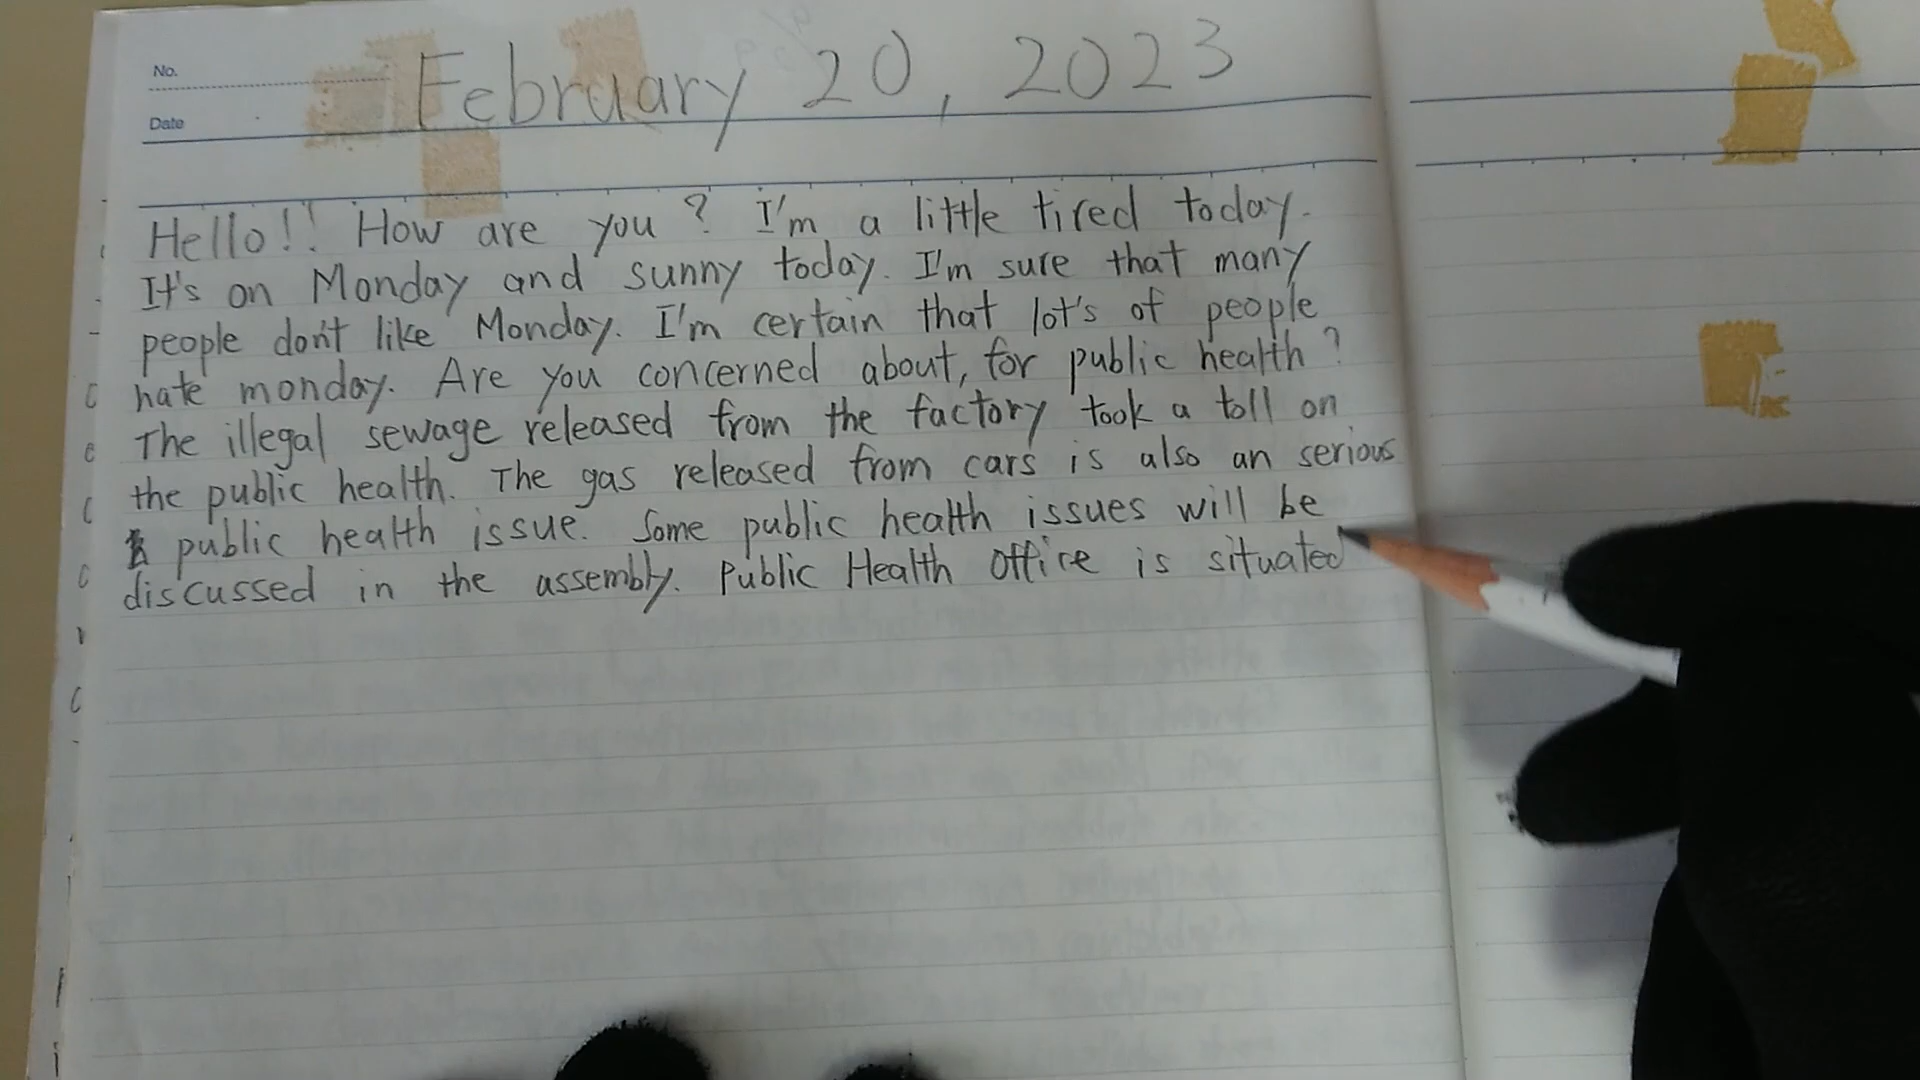 No.
February 20, 2023
Date
Hello!! How are you? I'm a little tired today.
It's on Monday and sunny today. I'm sure that many
people don't like Monday. I'm certain that lot's of people
hate monday. Are you concerned about, for public health?
The illegal sewage released from the factory took a toll on
the public health. The gas released from cars is also an serious
public health issue. Some public health issues will be
discussed in the assembly. Public Health Office is situated